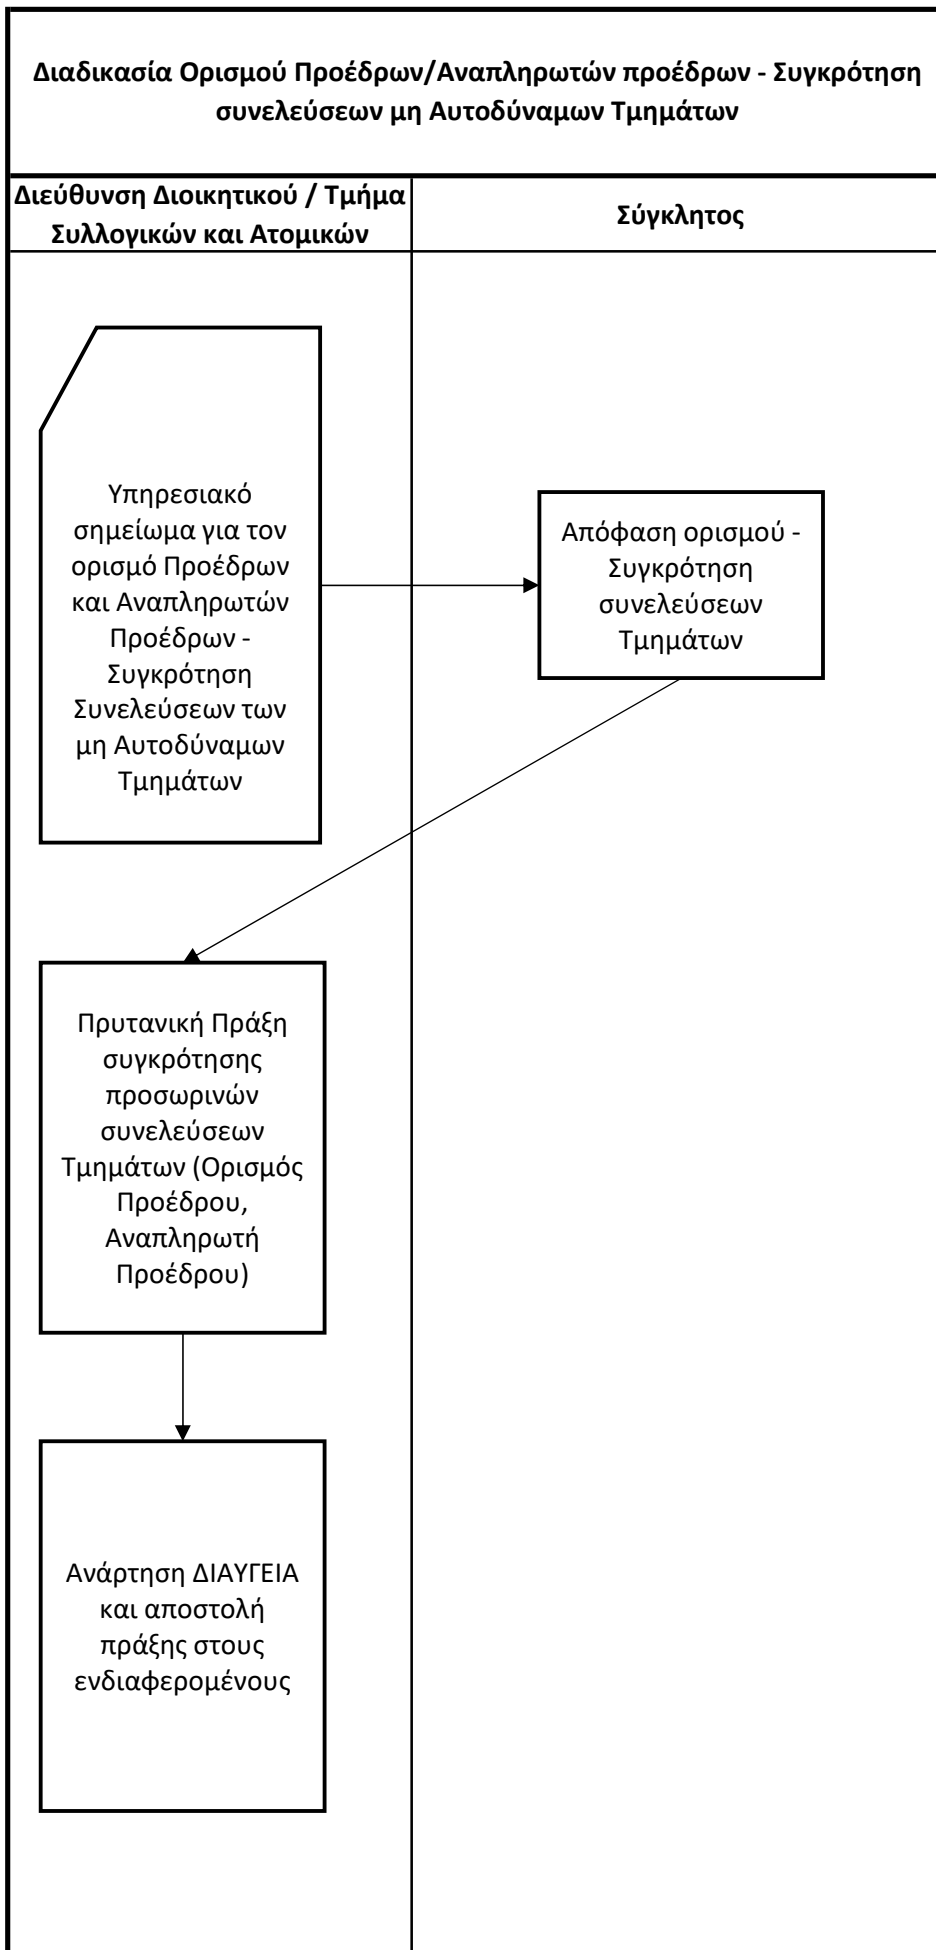 Διαδικασία Ορισμού Προέδρων/Αναπληρωτών προέδρων - Συγκρότηση
συνελεύσεων μη Αυτοδύναμων Τμημάτων
Διεύθυνση Διοικητικού / Τμήμα
Συλλογικών και Ατομικών
Σύγκλητος
Υπηρεσιακό
σημείωμα για τον
ορισμό Προέδρων
και Αναπληρωτών
Προέδρων -
Συγκρότηση
Συνελεύσεων των
μη Αυτοδύναμων
Τμημάτων
Απόφαση ορισμού -
Συγκρότηση
συνελεύσεων
Τμημάτων
Πρυτανική Πράξη
συγκρότησης
προσωρινών
συνελεύσεων
Τμημάτων (Ορισμός
Προέδρου,
Αναπληρωτή
Προέδρου)
Ανάρτηση ΔΙΑΥΓΕΙΑ
και αποστολή
πράξης στους
ενδιαφερομένους